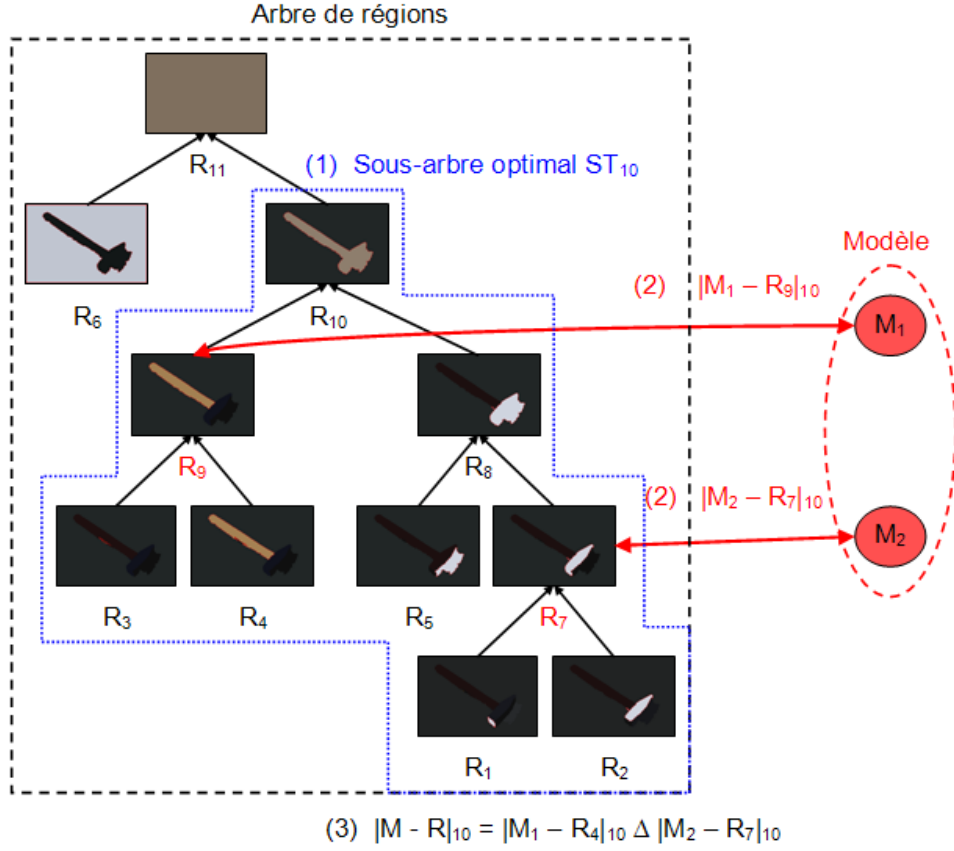 Arbre de régions
R₁₁
(1) Sous-arbre optimal ST₁₀
Modèle
R₆
R₁₀
(2) |M₁ – R₉|₁₀
M₁
R₉
R₈
(2) |M₂ – R₇|₁₀
M₂
R₃
R₄
R₅
R₇
R₁
R₂
(3) |M - R|₁₀ = |M₁ – R₄|₁₀ Δ |M₂ – R₇|₁₀